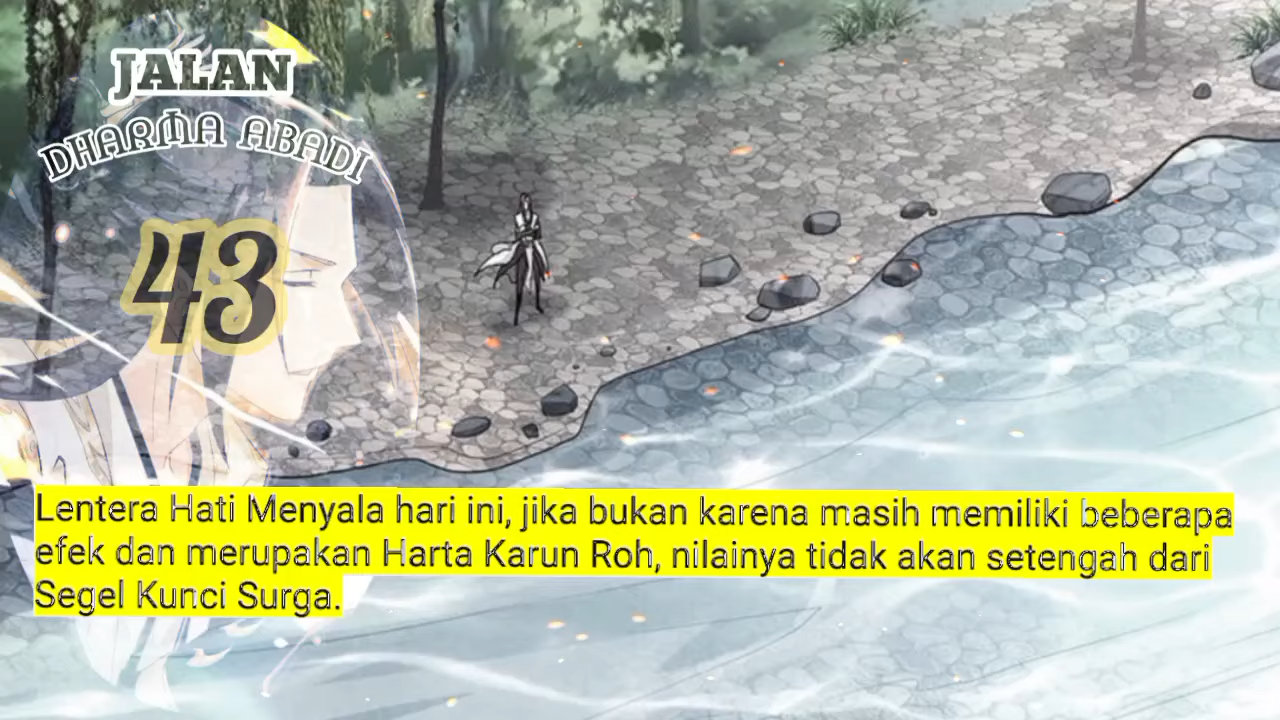 JALAN
DHARMA ABADI
43
Lentera Hati Menyala hari ini, jika bukan karena masih memiliki beberapa
efek dan merupakan Harta Karun Roh, nilainya tidak akan setengah dari
Segel Kunci Surga.